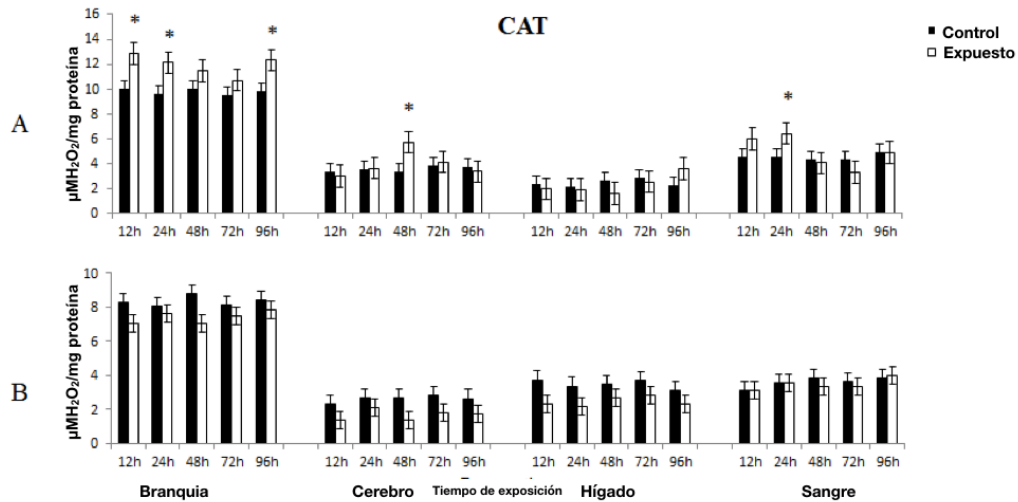 CAT
Control
Expuesto
A
µMH₂O₂/mg proteína
16
14
12
10
8
6
4
2
0
* * * * *
12h 24h 48h 72h 96h 12h 24h 48h 72h 96h 12h 24h 48h 72h 96h 12h 24h 48h 72h 96h
B
µMH₂O₂/mg proteína
10
8
6
4
2
0
12h 24h 48h 72h 96h 12h 24h 48h 72h 96h 12h 24h 48h 72h 96h 12h 24h 48h 72h 96h
Branquia Cerebro Tiempo de exposición Hígado Sangre